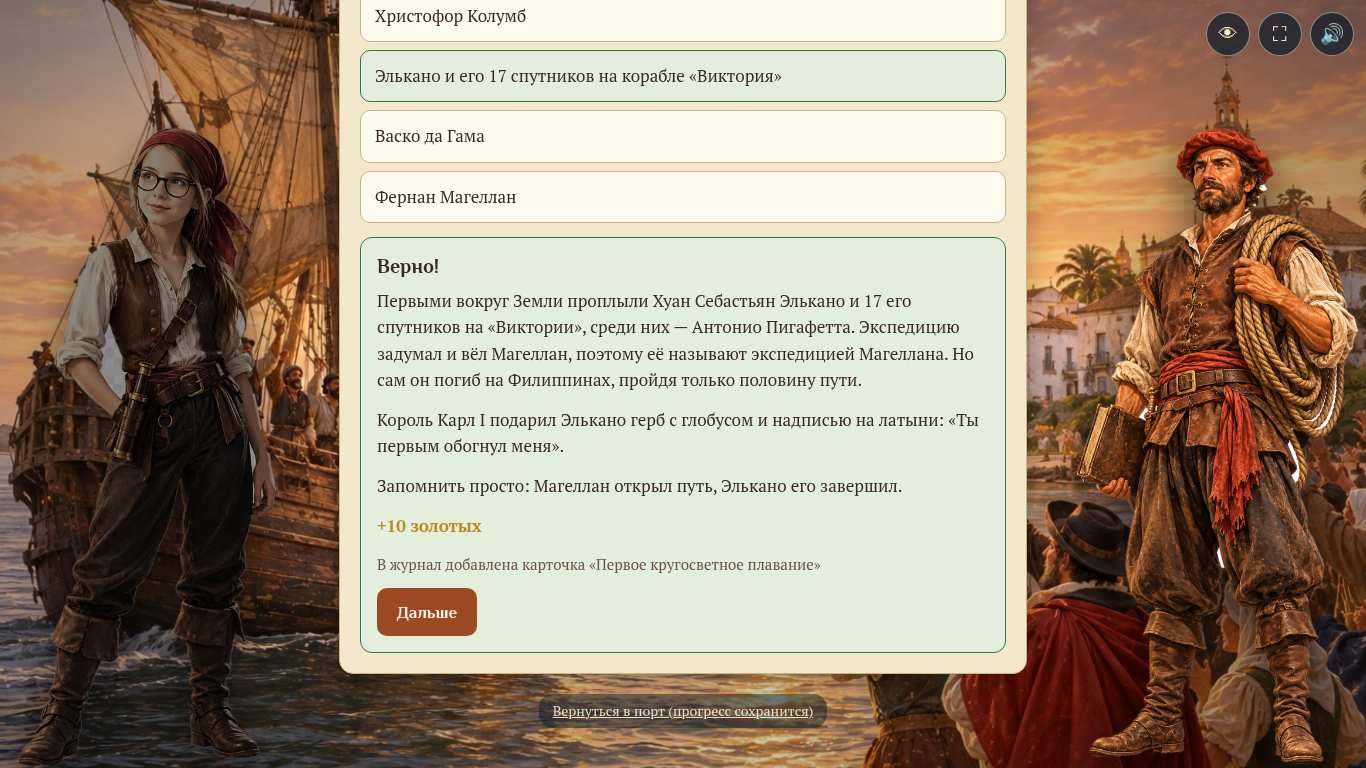 Христофор Колумб
Элькано и его 17 спутников на корабле «Виктория»
Васко да Гама
Фернан Магеллан
Верно!
Первыми вокруг Земли проплыли Хуан Себастьян Элькано и 17 его
спутников на «Виктории», среди них — Антонио Пигафетта. Экспедицию
задумал и вёл Магеллан, поэтому её называют экспедицией Магеллана. Но
сам он погиб на Филиппинах, пройдя только половину пути.
Король Карл I подарил Элькано герб с глобусом и надписью на латыни: «Ты
первым обогнул меня».
Запомнить просто: Магеллан открыл путь, Элькано его завершил.
+10 золотых
В журнал добавлена карточка «Первое кругосветное плавание»
Дальше
Вернуться в порт (прогресс сохранится)